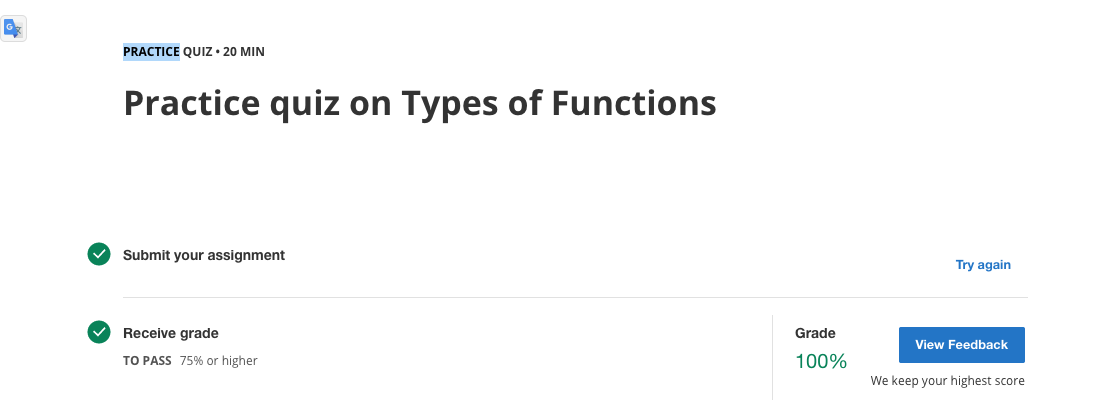 PRACTICE QUIZ • 20 MIN
Practice quiz on Types of Functions
Submit your assignment
Try again
Receive grade
TO PASS 75% or higher
Grade
100%
View Feedback
We keep your highest score